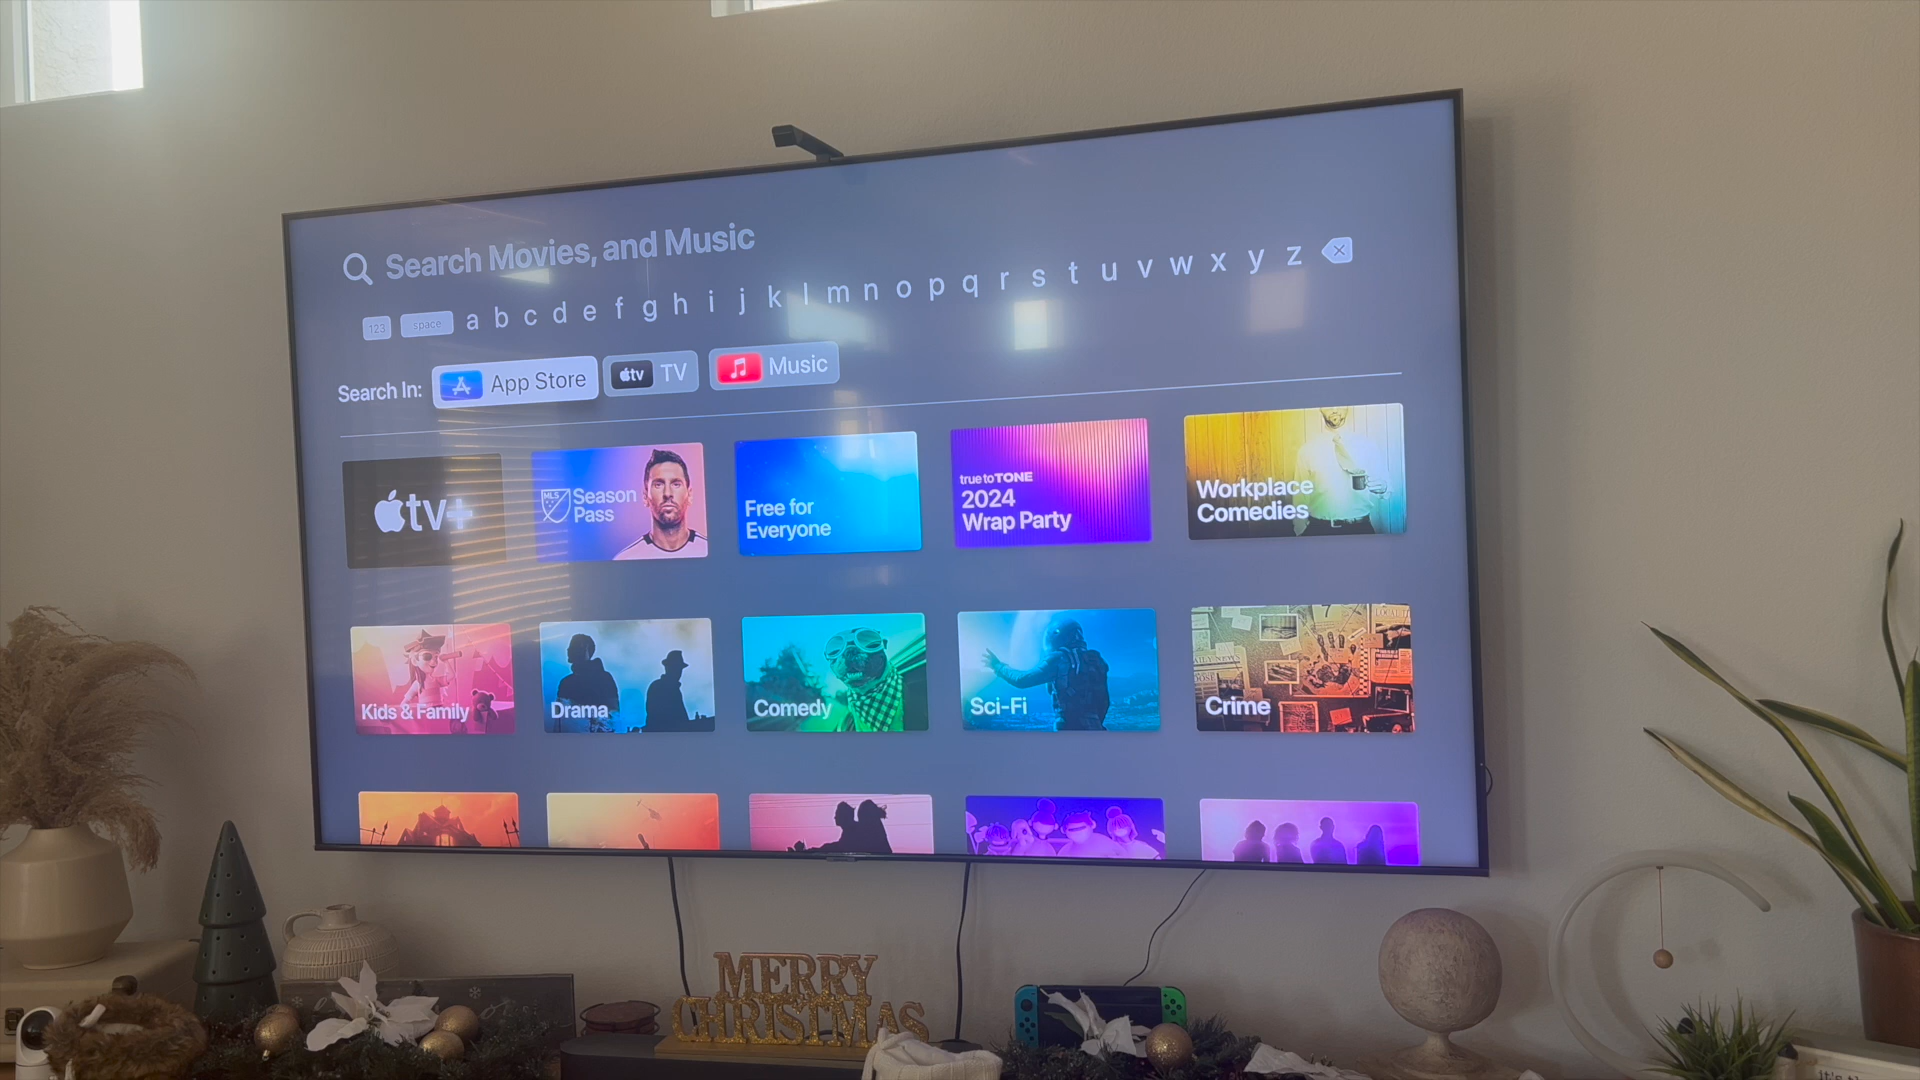 Search Movies, and Music
123 space a b c d e f g h i j k l m n o p q r s t u v w x y z
Search In: App Store tv TV Music
tv+
MLS Season
Pass
Free for
Everyone
true to TONE
2024
Wrap Party
Workplace
Comedies
Kids & Family
Drama
Comedy
Sci-Fi
Crime
MERRY
CHRISTMAS